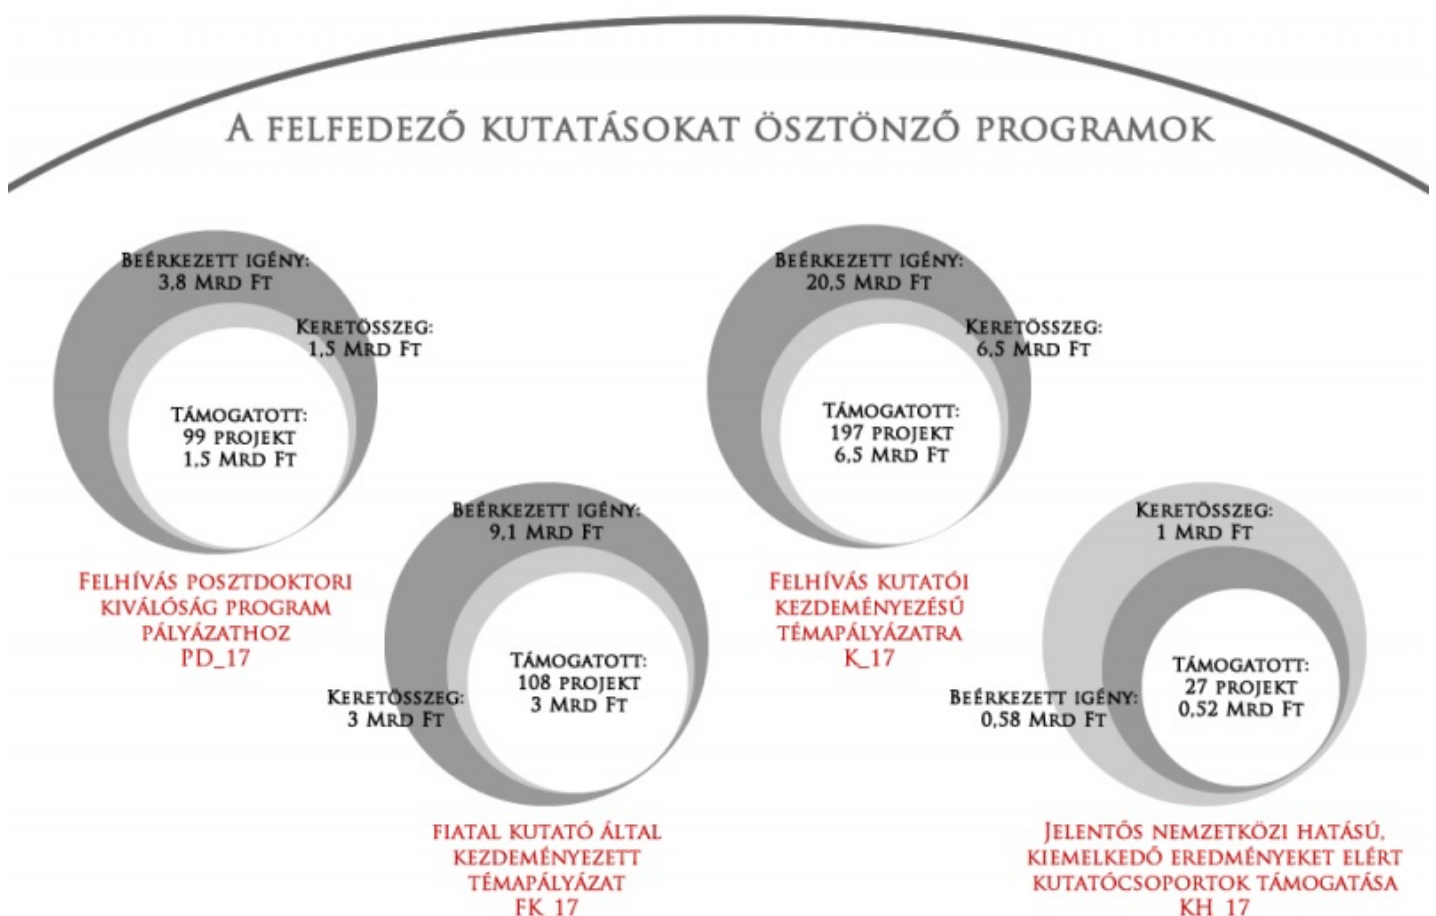 A FELFEDEZŐ KUTATÁSOKAT ÖSZTÖNZŐ PROGRAMOK
BEÉRKEZETT IGÉNY:
3,8 MRD FT
KERETÖSSZEG:
1,5 MRD FT
TÁMOGATOTT:
99 PROJEKT
1,5 MRD FT
FELHÍVÁS POSZTDOKTORI
KIVÁLÓSÁG PROGRAM
PÁLYÁZATHOZ
PD_17
BEÉRKEZETT IGÉNY:
9,1 MRD FT
TÁMOGATOTT:
108 PROJEKT
3 MRD FT
KERETÖSSZEG:
3 MRD FT
FIATAL KUTATÓ ÁLTAL
KEZDEMÉNYEZETT
TÉMAPÁLYÁZAT
FK_17
BEÉRKEZETT IGÉNY:
20,5 MRD FT
KERETÖSSZEG:
6,5 MRD FT
TÁMOGATOTT:
197 PROJEKT
6,5 MRD FT
FELHÍVÁS KUTATÓI
KEZDEMÉNYEZÉSŰ
TÉMAPÁLYÁZATRA
K_17
KERETÖSSZEG:
1 MRD FT
TÁMOGATOTT:
27 PROJEKT
0,52 MRD FT
BEÉRKEZETT IGÉNY:
0,58 MRD FT
JELENTŐS NEMZETKÖZI HATÁSÚ,
KIEMELKEDŐ EREDMÉNYEKET ELÉRT
KUTATÓCSOPORTOK TÁMOGATÁSA
KH_17